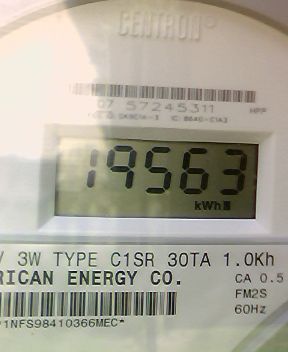 CENTRON
07 57245311
19563
kWh
V 3W TYPE C1SR 30TA 1.0Kh
RICAN ENERGY CO.
CA 0.5
FM2S
60Hz
1NFS98410366MEC*